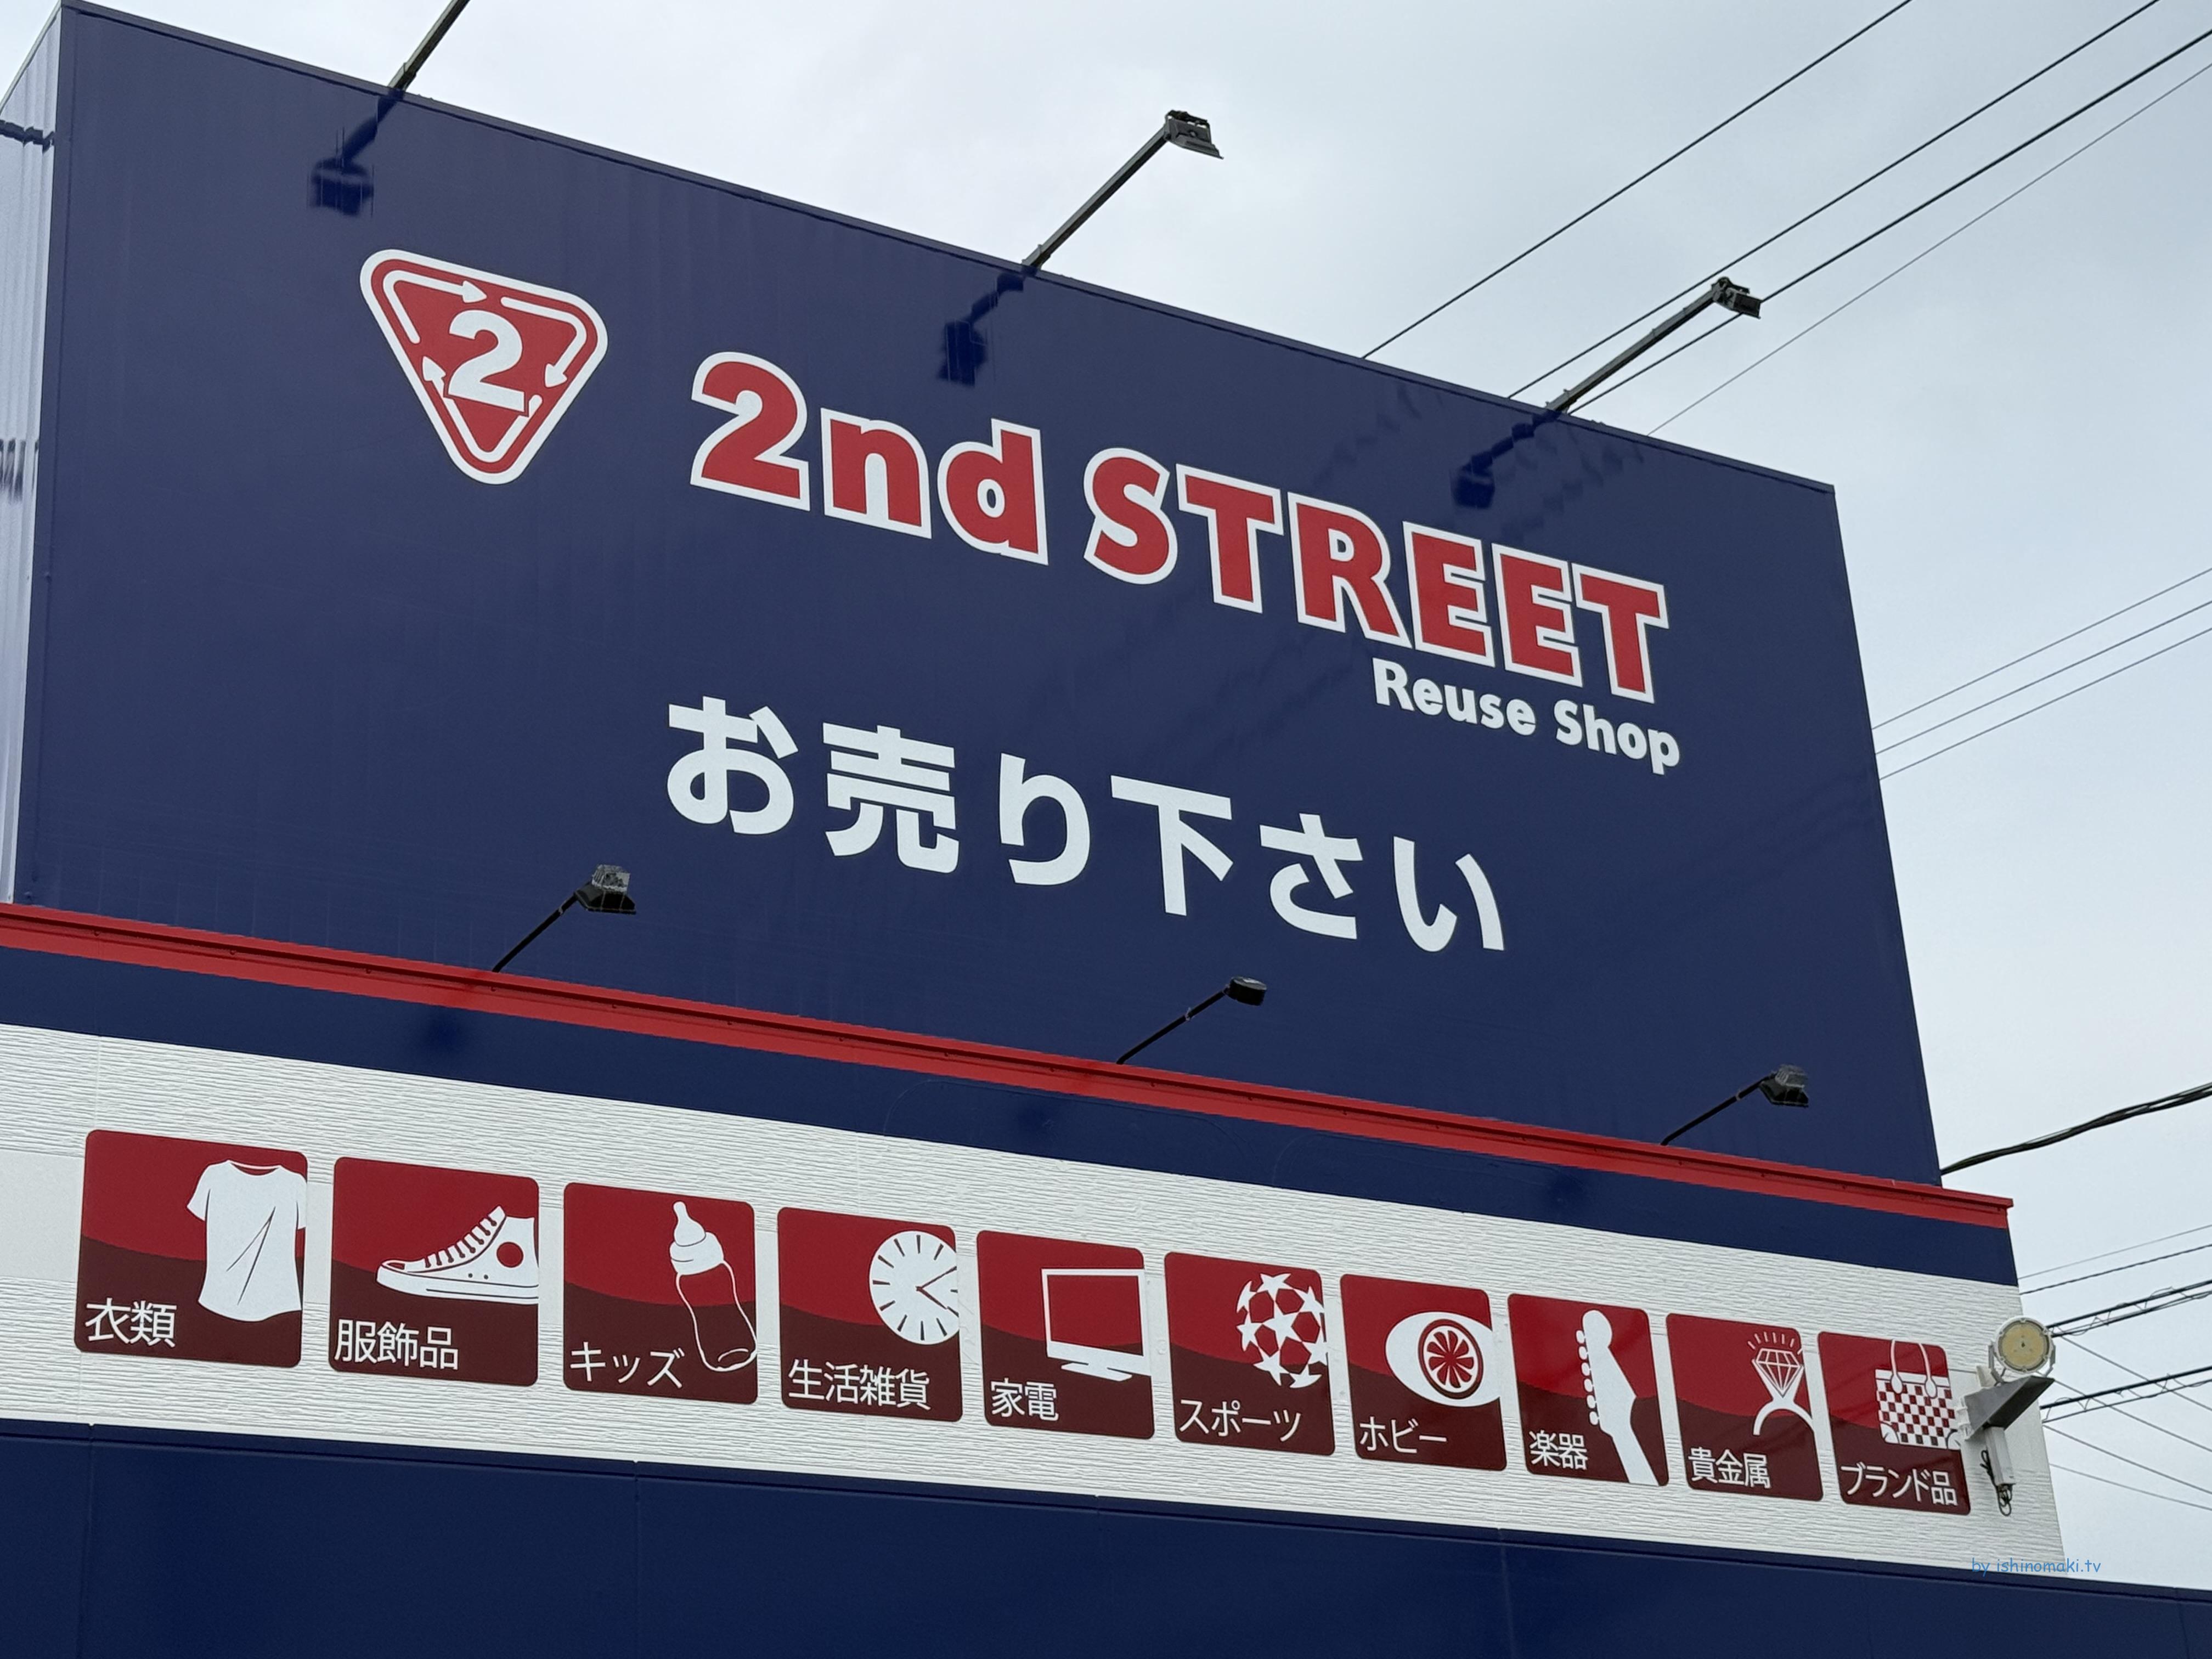 2
2nd STREET
Reuse Shop
お売り下さい
衣類
服飾品
キッズ
生活雑貨
家電
スポーツ
ホビー
楽器
貴金属
ブランド品
by ishinomaki.tv